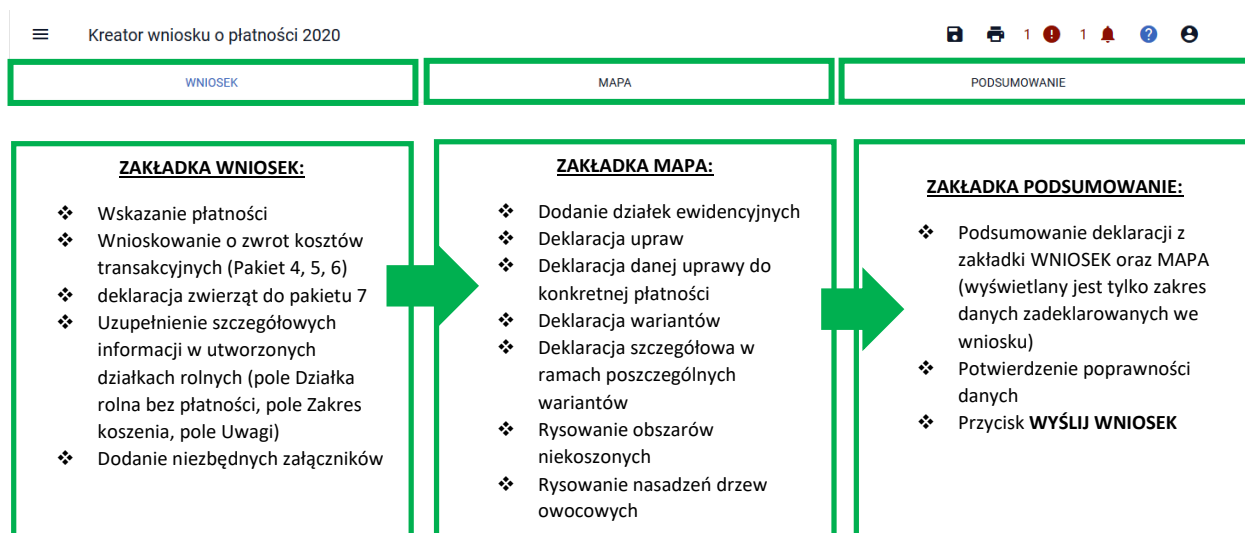 Kreator wniosku o płatności 2020
1
1
WNIOSEK
MAPA
PODSUMOWANIE
ZAKŁADKA WNIOSEK:
Wskazanie płatności
Wnioskowanie o zwrot kosztów
transakcyjnych (Pakiet 4, 5, 6)
deklaracja zwierząt do pakietu 7
Uzupełnienie szczegółowych
informacji w utworzonych
działkach rolnych (pole Działka
rolna bez płatności, pole Zakres
koszenia, pole Uwagi)
Dodanie niezbędnych załączników
ZAKŁADKA MAPA:
Dodanie działek ewidencyjnych
Deklaracja upraw
Deklaracja danej uprawy do
konkretnej płatności
Deklaracja wariantów
Deklaracja szczegółowa w
ramach poszczególnych
wariantów
Rysowanie obszarów
niekoszonych
Rysowanie nasadzeń drzew
owocowych
ZAKŁADKA PODSUMOWANIE:
Podsumowanie deklaracji z
zakładki WNIOSEK oraz MAPA
(wyświetlany jest tylko zakres
danych zadeklarowanych we
wniosku)
Potwierdzenie poprawności
danych
Przycisk WYŚLIJ WNIOSEK